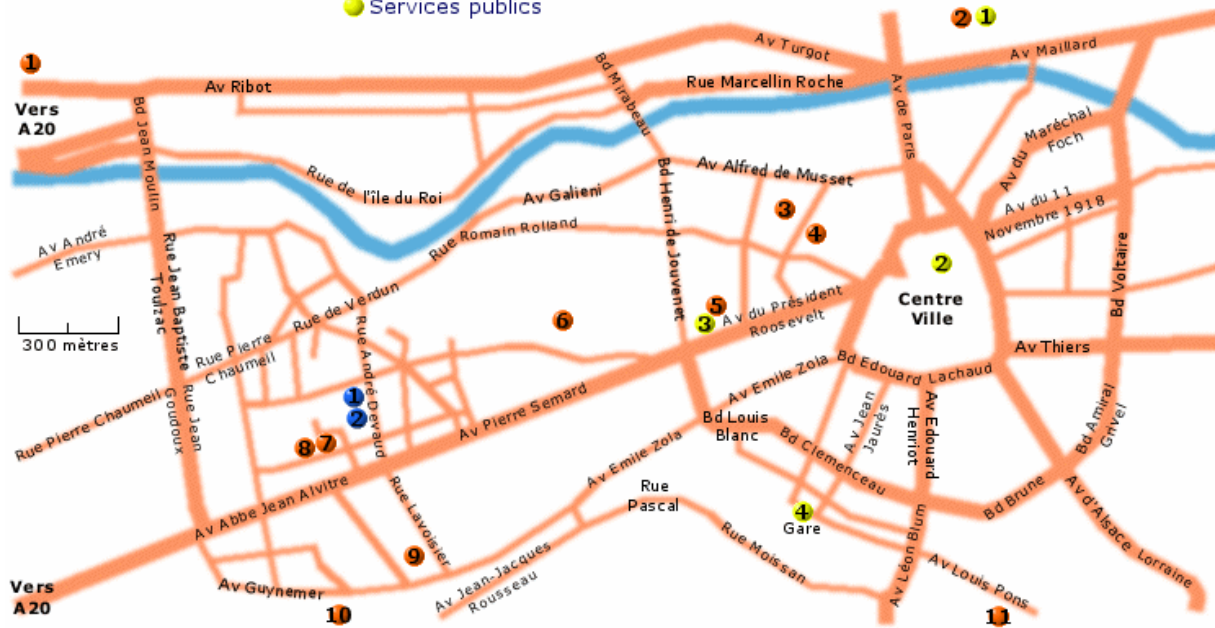 Services publics
2 1
Av Turgot
Av Maillard
1
Bd Mirabeau
Av Ribot
Rue Marcellin Roche
Vers
A20
Bd Jean Moulin
Av de Paris
Av du Maréchal
Foch
Rue de
l'île du Roi
Av Alfred de Musset
Av Galieni
Bd Henri de Jouvenet
Av du 11
Novembre 1918
3
4
Av André
Emery
Rue Romain Rolland
Rue Jean Baptiste
Toulzac
2
Bd Voltaire
Centre
Ville
Rue de Verdun
5
3
6
Av du Président
Roosevelt
300 mètres
Rue Pierre
Chaumeil
Rue André Devaud
Av Thiers
Av Emile Zola
Bd Edouard Lachaud
1
2
Rue Pierre Chaumeil
Rue Jean
Goudoux
Av Pierre Semard
Bd Louis
Blanc
Av Jean
Jaurès
Av Edouard
Henriot
Bd Amiral
Grivel
8 7
Av Emile Zola
Bd Clemenceau
Av Abbe Jean Alvitre
Rue Lavoisier
Rue
Pascal
4
Gare
Bd Brune
Av d'Alsace Lorraine
9
Rue Moissan
Av Léon Blum
Av Louis Pons
Vers
A20
Av Guynemer
Av Jean-Jacques
Rousseau
10
11